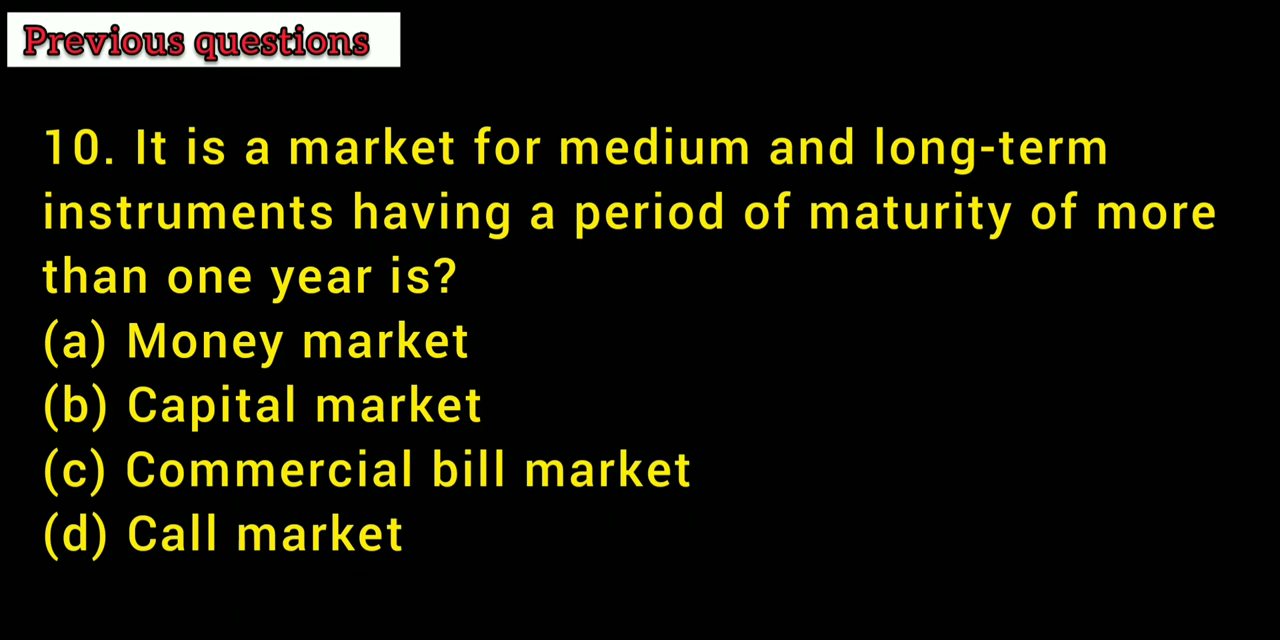 Previous questions
10. It is a market for medium and long-term
instruments having a period of maturity of more
than one year is?
(a) Money market
(b) Capital market
(c) Commercial bill market
(d) Call market